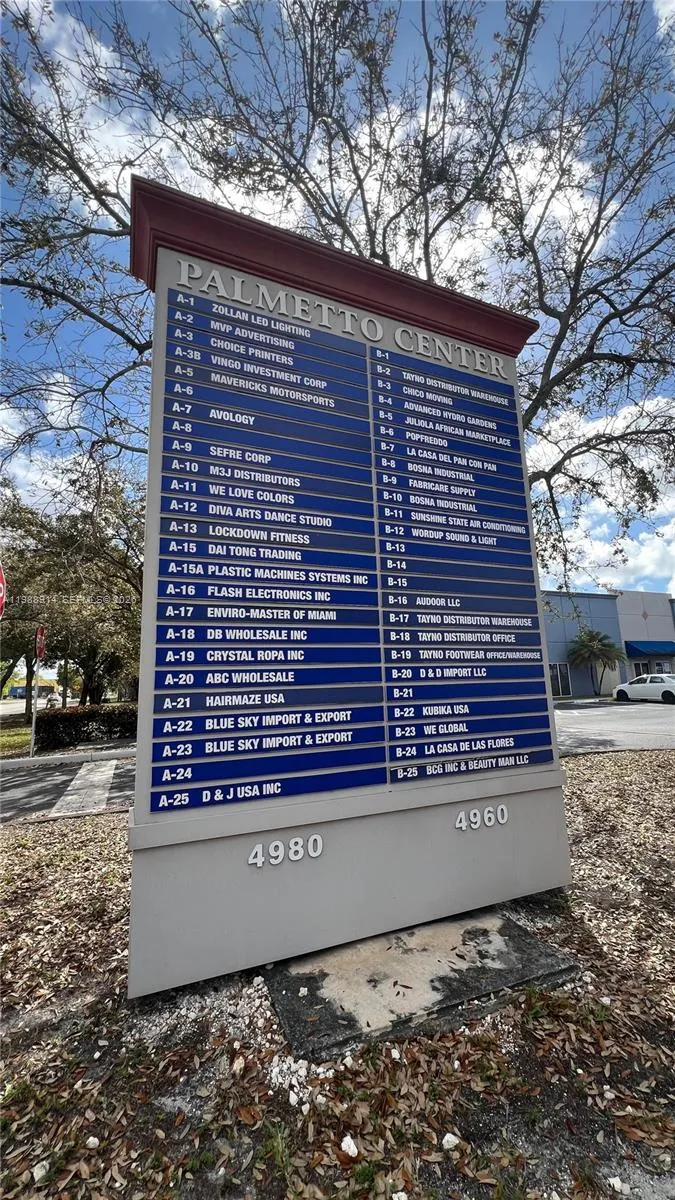 PALMETTO CENTER
A-1 ZOLLAN LED LIGHTING
A-2 MVP ADVERTISING
A-3 CHOICE PRINTERS
A-3B VINGO INVESTMENT CORP
A-5 MAVERICKS MOTORSPORTS
A-6
A-7 AVOLOGY
A-8
A-9 SEFRE CORP
A-10 M3J DISTRIBUTORS
A-11 WE LOVE COLORS
A-12 DIVA ARTS DANCE STUDIO
A-13 LOCKDOWN FITNESS
A-15 DAI TONG TRADING
A-15A PLASTIC MACHINES SYSTEMS INC
A-16 FLASH ELECTRONICS INC
A-17 ENVIRO-MASTER OF MIAMI
A-18 DB WHOLESALE INC
A-19 CRYSTAL ROPA INC
A-20 ABC WHOLESALE
A-21 HAIRMAZE USA
A-22 BLUE SKY IMPORT & EXPORT
A-23 BLUE SKY IMPORT & EXPORT
A-24
A-25 D & J USA INC
4980
B-1
B-2 TAYNO DISTRIBUTOR WAREHOUSE
B-3 CHICO MOVING
B-4 ADVANCED HYDRO GARDENS
B-5 JULIOLA AFRICAN MARKETPLACE
B-6 POPFREDDO
B-7 LA CASA DEL PAN CON PAN
B-8 BOSNA INDUSTRIAL
B-9 FABRICARE SUPPLY
B-10 BOSNA INDUSTRIAL
B-11 SUNSHINE STATE AIR CONDITIONING
B-12 WORDUP SOUND & LIGHT
B-13
B-14
B-15
B-16 AUDOOR LLC
B-17 TAYNO DISTRIBUTOR WAREHOUSE
B-18 TAYNO DISTRIBUTOR OFFICE
B-19 TAYNO FOOTWEAR OFFICE/WAREHOUSE
B-20 D & D IMPORT LLC
B-21
B-22 KUBIKA USA
B-23 WE GLOBAL
B-24 LA CASA DE LAS FLORES
B-25 BCG INC & BEAUTY MAN LLC
4960